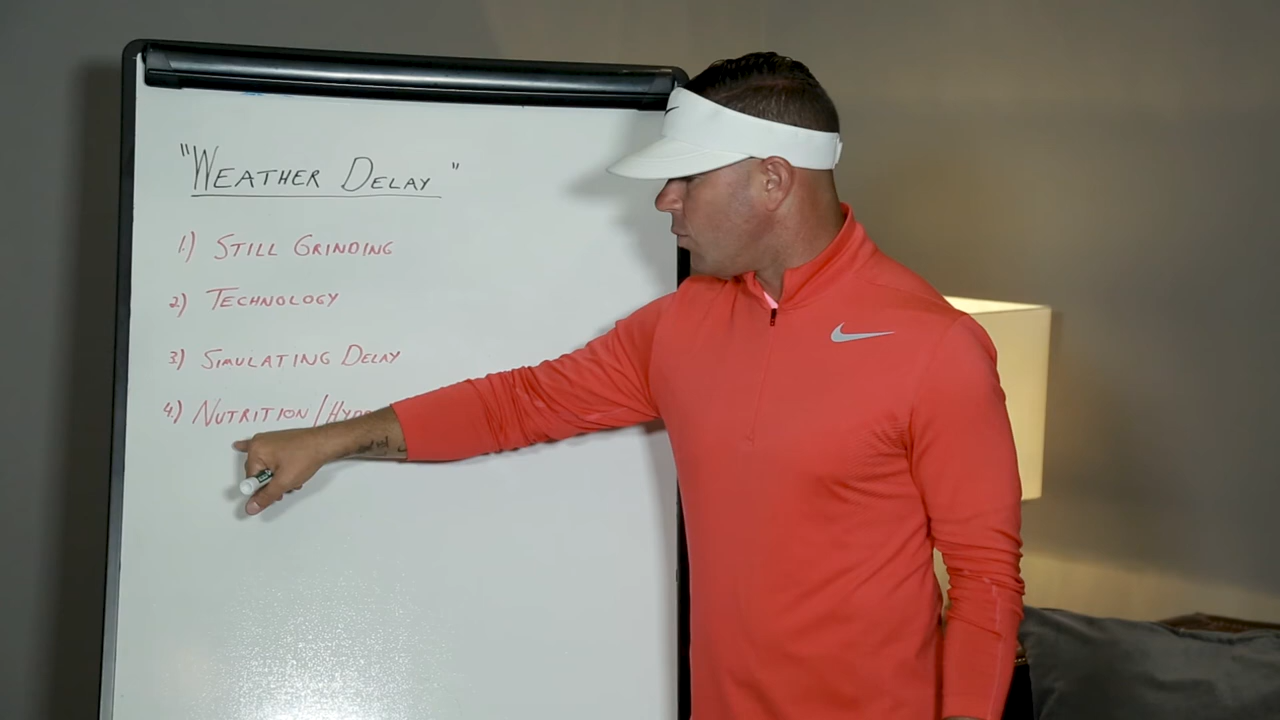 "WEATHER DELAY"
1.) STILL GRINDING
2.) TECHNOLOGY
3.) SIMULATING DELAY
4.) NUTRITION/